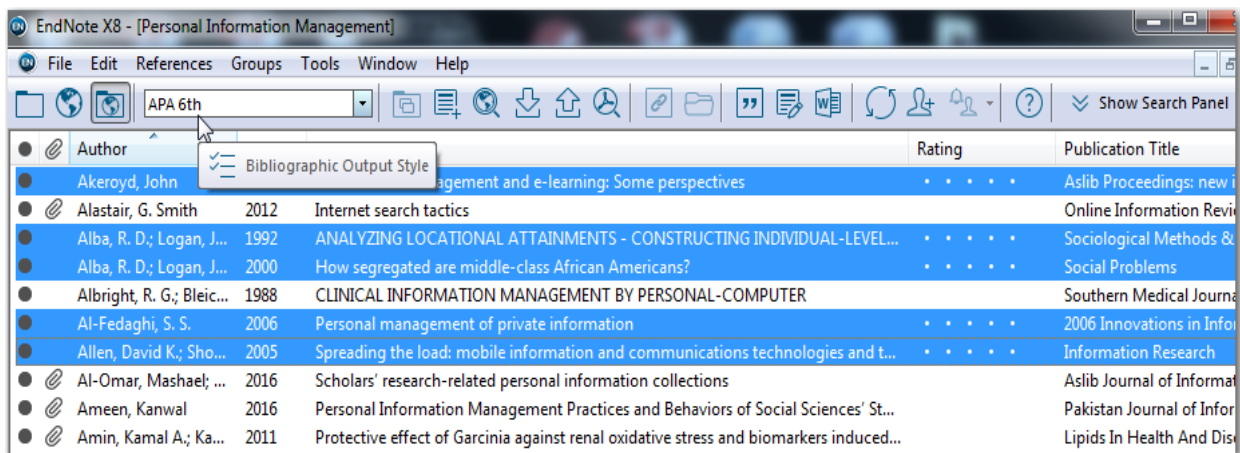 EndNote X8 - [Personal Information Management]
File Edit References Groups Tools Window Help
APA 6th Show Search Panel
Author Rating Publication Title
Bibliographic Output Style
Akeroyd, John agement and e-learning: Some perspectives Aslib Proceedings: new i
Alastair, G. Smith 2012 Internet search tactics Online Information Revi
Alba, R. D.; Logan, J... 1992 ANALYZING LOCATIONAL ATTAINMENTS - CONSTRUCTING INDIVIDUAL-LEVEL... Sociological Methods &
Alba, R. D.; Logan, J... 2000 How segregated are middle-class African Americans? Social Problems
Albright, R. G.; Bleic... 1988 CLINICAL INFORMATION MANAGEMENT BY PERSONAL-COMPUTER Southern Medical Journa
Al-Fedaghi, S. S. 2006 Personal management of private information 2006 Innovations in Infor
Allen, David K.; Sho... 2005 Spreading the load: mobile information and communications technologies and t... Information Research
Al-Omar, Mashael; ... 2016 Scholars' research-related personal information collections Aslib Journal of Informat
Ameen, Kanwal 2016 Personal Information Management Practices and Behaviors of Social Sciences' St... Pakistan Journal of Infor
Amin, Kamal A.; Ka... 2011 Protective effect of Garcinia against renal oxidative stress and biomarkers induced... Lipids In Health And Dis